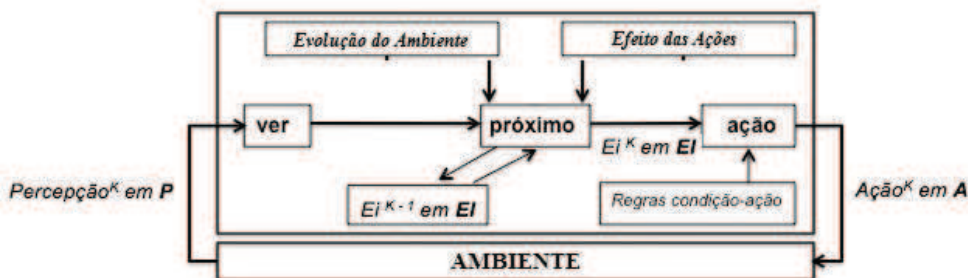 Evolução do Ambiente
Efeito das Ações
ver
próximo
ação
Ei K em EI
Percepção K em P
Ei K - 1 em EI
Regras condição-ação
Ação K em A
AMBIENTE